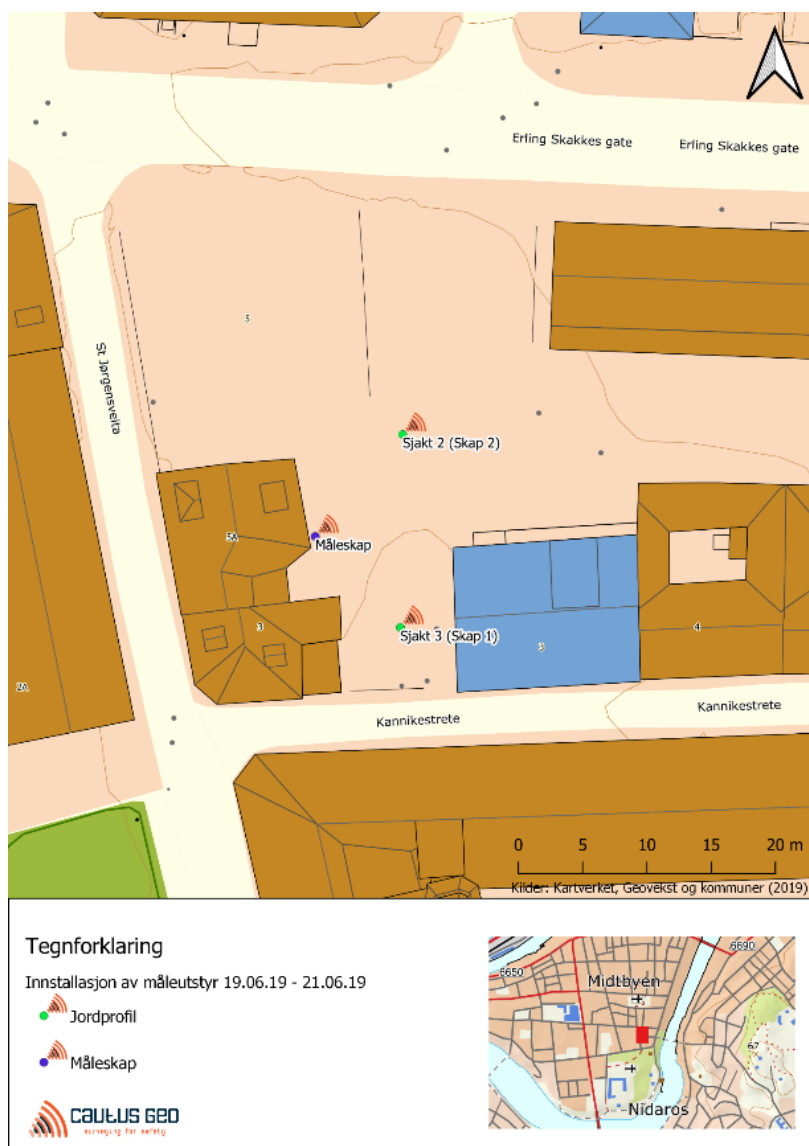 Erling Skakkes gate
Erling Skakkes gate
5
St Jørgensveita
Sjakt 2 (Skap 2)
5A
Måleskap
3
Sjakt 3 (Skap 1)
3
4
2A
Kannikestrete
Kannikestrete
0 5 10 15 20 m
Kilder: Kartverket, Geovekst og kommuner (2019)
Tegnforklaring
Innstallasjon av måleutstyr 19.06.19 - 21.06.19
Jordprofil
Måleskap
cautus geo
surveying for safety
6650
6690
Midtbyen
67
Nidaros